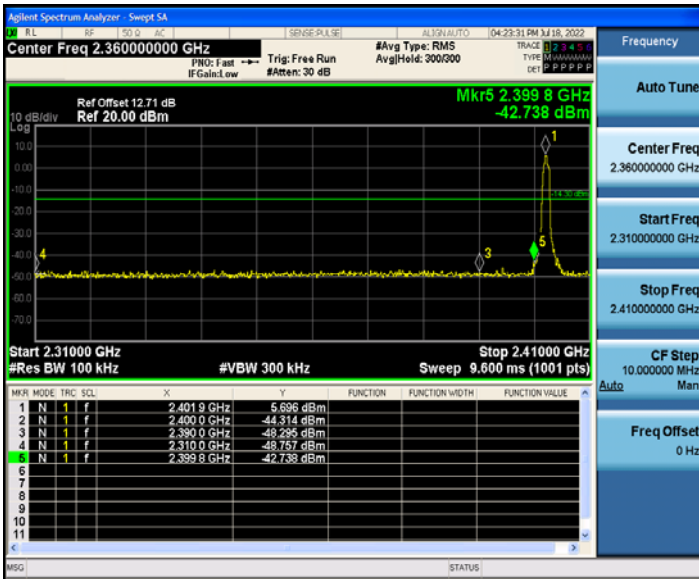 Agilent Spectrum Analyzer - Swept SA
RL RF 50 Ω AC SENSE:PULSE ALIGN AUTO 04:23:31 PM Jul 18, 2022
Center Freq 2.360000000 GHz
PNO: Fast
IFGain:Low
Trig: Free Run
#Atten: 30 dB
#Avg Type: RMS
Avg|Hold: 300/300
TRACE 1 2 3 4 5 6
TYPE M
DET P P P P P P
Ref Offset 12.71 dB
Ref 20.00 dBm
10 dB/div
Log
Mkr5 2.399 8 GHz
-42.738 dBm
10.0
0.00
-10.0
-20.0
-30.0
-40.0
-50.0
-60.0
-70.0
-14.30 dBm
1
3
4
5
Start 2.31000 GHz
Stop 2.41000 GHz
#Res BW 100 kHz
#VBW 300 kHz
Sweep 9.600 ms (1001 pts)
MKR MODE TRC SCL X Y FUNCTION FUNCTION WIDTH FUNCTION VALUE
1 N 1 f 2.401 9 GHz 5.696 dBm
2 N 1 f 2.400 0 GHz -44.314 dBm
3 N 1 f 2.390 0 GHz -48.295 dBm
4 N 1 f 2.310 0 GHz -48.757 dBm
5 N 1 f 2.399 8 GHz -42.738 dBm
6
7
8
9
10
11
MSG
STATUS
Frequency
Auto Tune
Center Freq
2.360000000 GHz
Start Freq
2.310000000 GHz
Stop Freq
2.410000000 GHz
CF Step
10.000000 MHz
Auto Man
Freq Offset
0 Hz